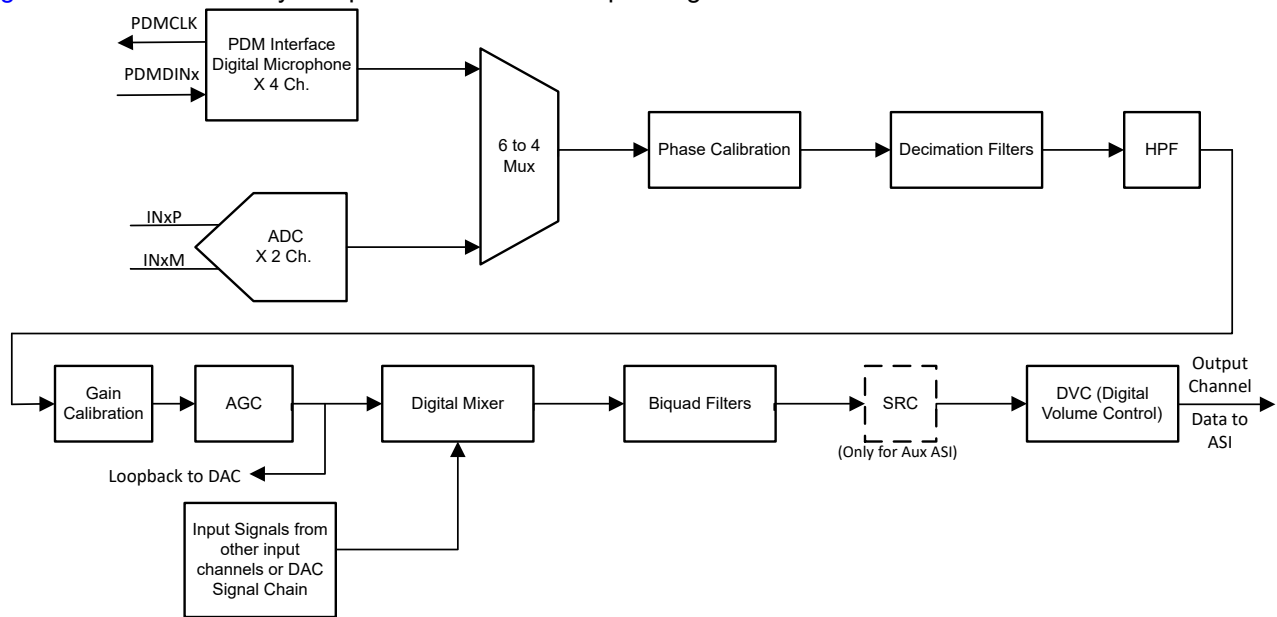 PDMCLK
PDMDINx
PDM Interface
Digital Microphone
X 4 Ch.
INxP
INxM
ADC
X 2 Ch.
6 to 4
Mux
Phase Calibration
Decimation Filters
HPF
Gain
Calibration
AGC
Loopback to DAC
Digital Mixer
Input Signals from
other input
channels or DAC
Signal Chain
Biquad Filters
SRC
(Only for Aux ASI)
DVC (Digital
Volume Control)
Output
Channel
Data to
ASI